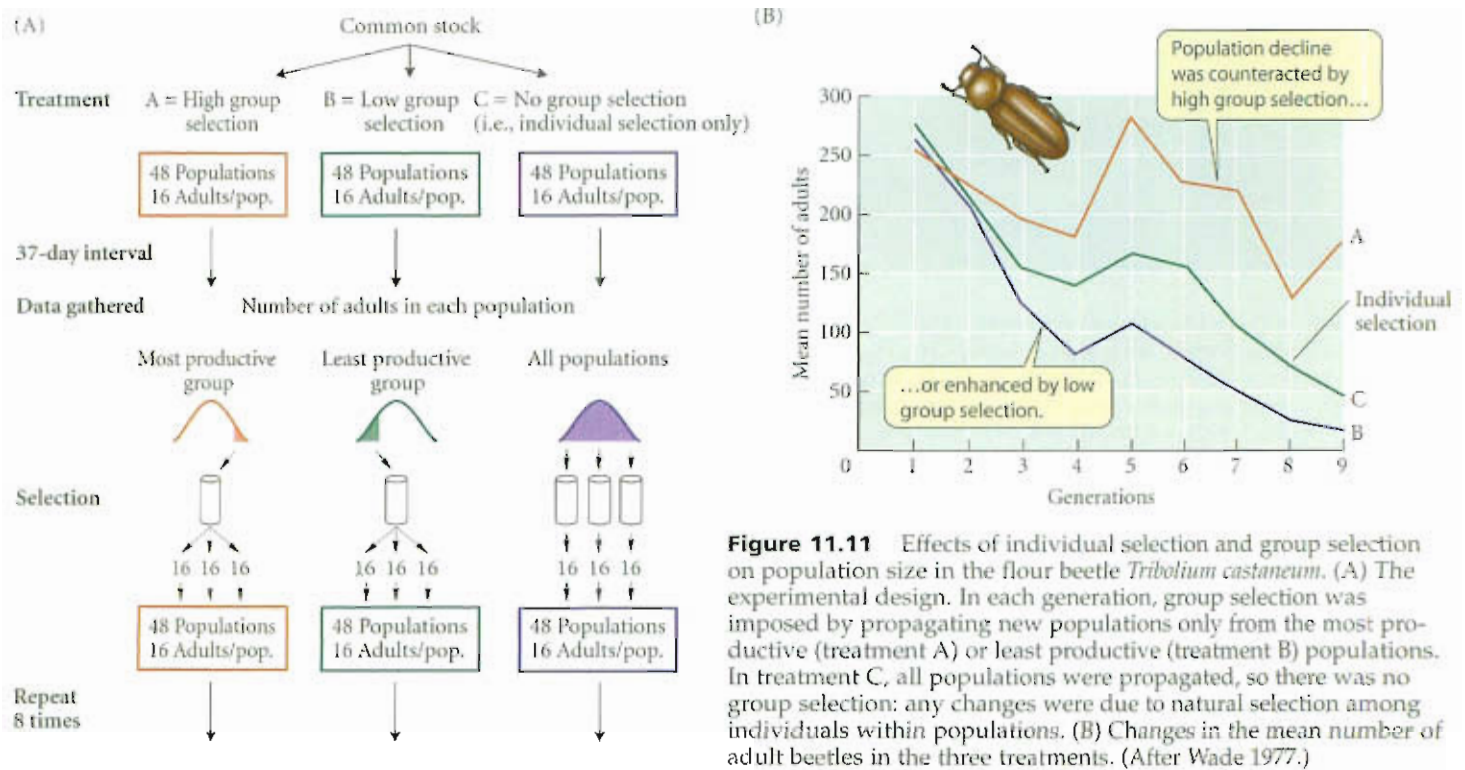 (A)
Common stock
Treatment
A = High group
selection
B = Low group
selection
C = No group selection
(i.e., individual selection only)
48 Populations
16 Adults/pop.
48 Populations
16 Adults/pop.
48 Populations
16 Adults/pop.
37-day interval
Data gathered
Number of adults in each population
Most productive
group
Least productive
group
All populations
Selection
16 16 16
16 16 16
48 Populations
16 Adults/pop.
48 Populations
16 Adults/pop.
48 Populations
16 Adults/pop.
Repeat
8 times
(B)
Population decline
was counteracted by
high group selection...
300
250
200
150
100
50
0
Mean number of adults
A
Individual
selection
...or enhanced by low
group selection.
C
B
1 2 3 4 5 6 7 8 9
Generations
Figure 11.11 Effects of individual selection and group selection
on population size in the flour beetle Tribolium castaneum. (A) The
experimental design. In each generation, group selection was
imposed by propagating new populations only from the most pro-
ductive (treatment A) or least productive (treatment B) populations.
In treatment C, all populations were propagated, so there was no
group selection: any changes were due to natural selection among
individuals within populations. (B) Changes in the mean number of
adult beetles in the three treatments. (After Wade 1977.)